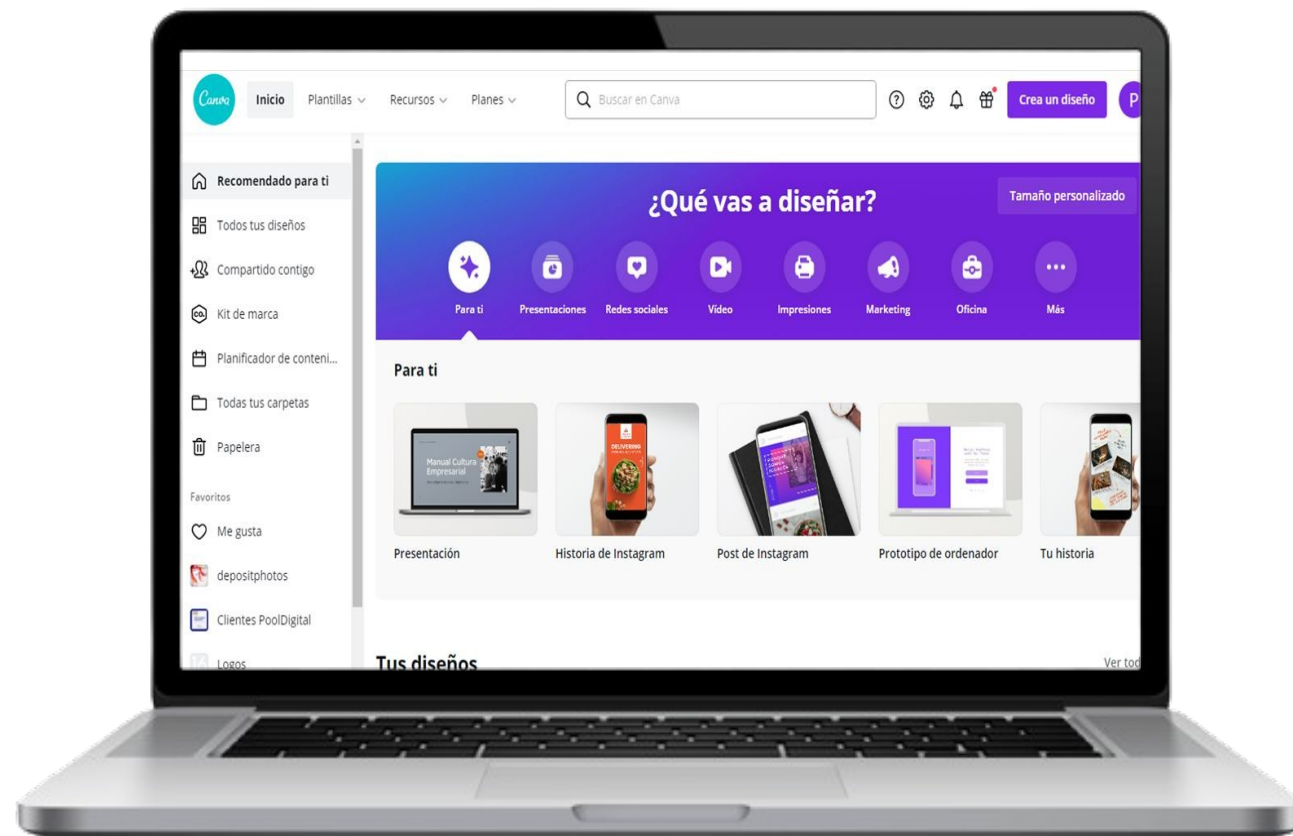 Canva
Inicio
Plantillas
Recursos
Planes
Buscar en Canva
Crea un diseño
P
Recomendado para ti
Todos tus diseños
Compartido contigo
Kit de marca
Planificador de conteni...
Todas tus carpetas
Papelera
Favoritos
Me gusta
depositphotos
Clientes PoolDigital
Logos
¿Qué vas a diseñar?
Tamaño personalizado
Para ti
Presentaciones
Redes sociales
Vídeo
Impresiones
Marketing
Oficina
Más
Para ti
Manual Cultura
Empresarial
DELIVERING
Presentación
Historia de Instagram
Post de Instagram
Prototipo de ordenador
Tu historia
Tus diseños
Ver tod